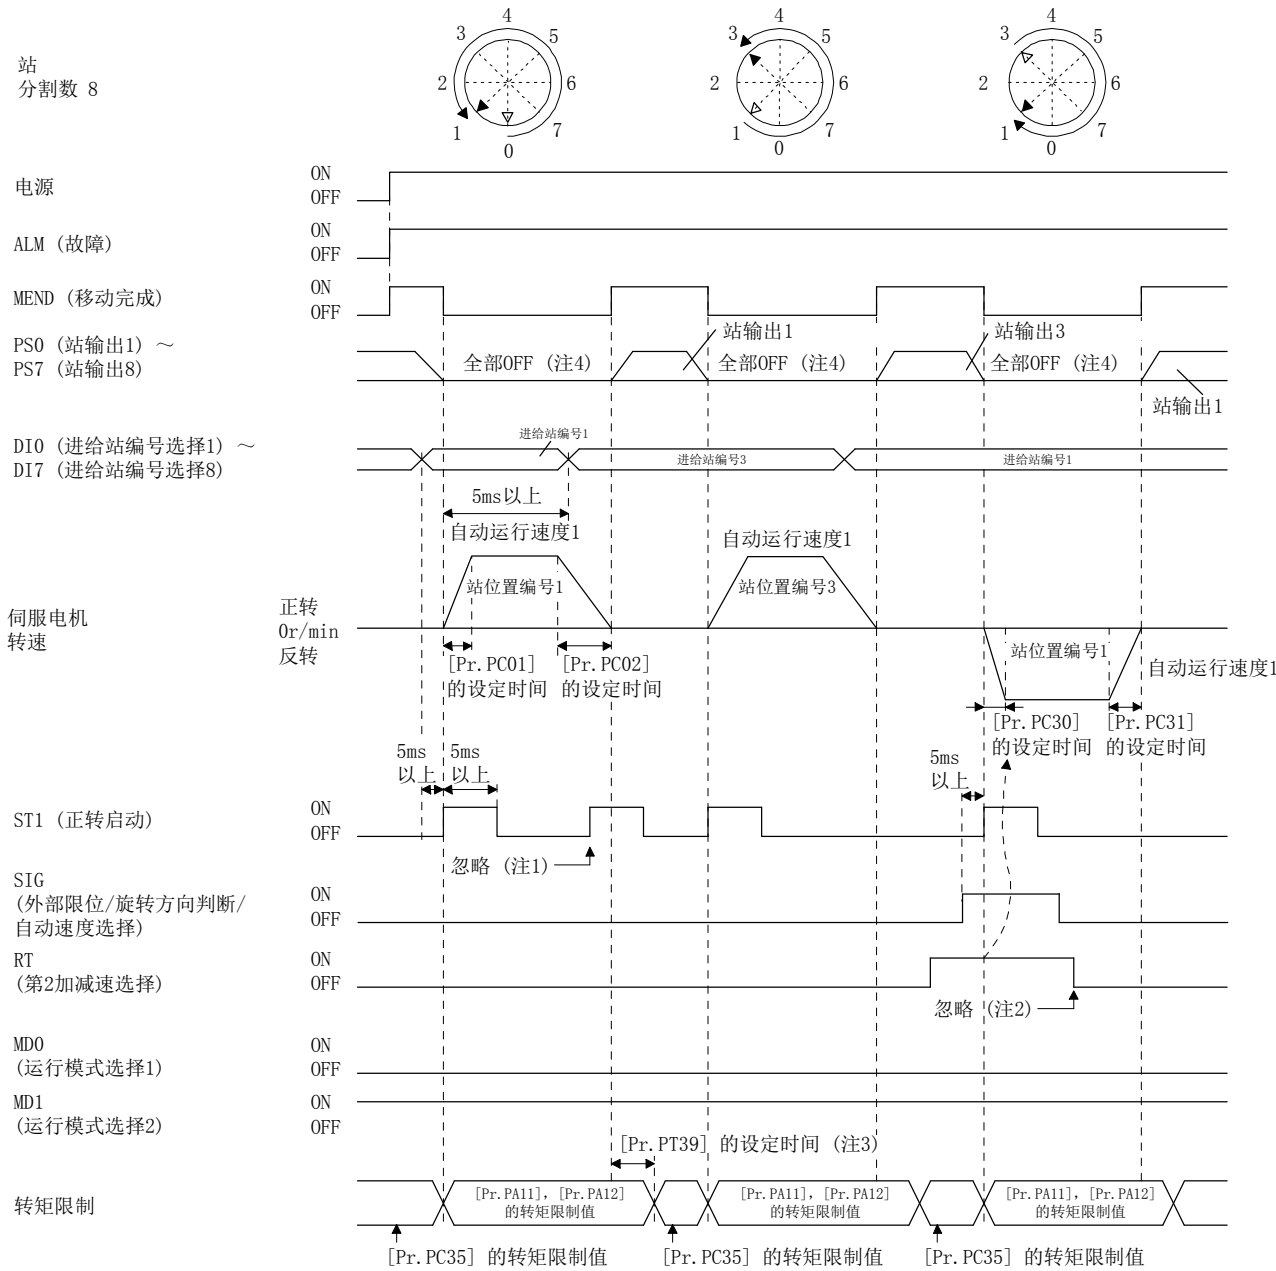 站
分割数 8
4
3
5
2
6
1
7
0
4
3
5
2
6
1
7
0
4
3
5
2
6
1
7
0
电源
ON
OFF
ALM (故障)
ON
OFF
MEND (移动完成)
ON
OFF
PS0 (站输出1) ～
PS7 (站输出8)
全部OFF (注4)
站输出1
全部OFF (注4)
站输出3
全部OFF (注4)
站输出1
DI0 (进给站编号选择1) ～
DI7 (进给站编号选择8)
进给站编号1
进给站编号3
进给站编号1
5ms以上
自动运行速度1
自动运行速度1
伺服电机
转速
正转
0r/min
反转
站位置编号1
站位置编号3
站位置编号1
自动运行速度1
[Pr.PC01]
的设定时间
[Pr.PC02]
的设定时间
[Pr.PC30]
的设定时间
[Pr.PC31]
的设定时间
5ms
以上
5ms
以上
5ms
以上
ST1 (正转启动)
ON
OFF
忽略 (注1)
SIG
(外部限位/旋转方向判断/
自动速度选择)
ON
OFF
RT
(第2加减速选择)
ON
OFF
忽略 (注2)
MD0
(运行模式选择1)
ON
OFF
MD1
(运行模式选择2)
ON
OFF
[Pr.PT39] 的设定时间 (注3)
转矩限制
[Pr.PA11], [Pr.PA12]
的转矩限制值
[Pr.PA11], [Pr.PA12]
的转矩限制值
[Pr.PA11], [Pr.PA12]
的转矩限制值
[Pr.PC35] 的转矩限制值
[Pr.PC35] 的转矩限制值
[Pr.PC35] 的转矩限制值